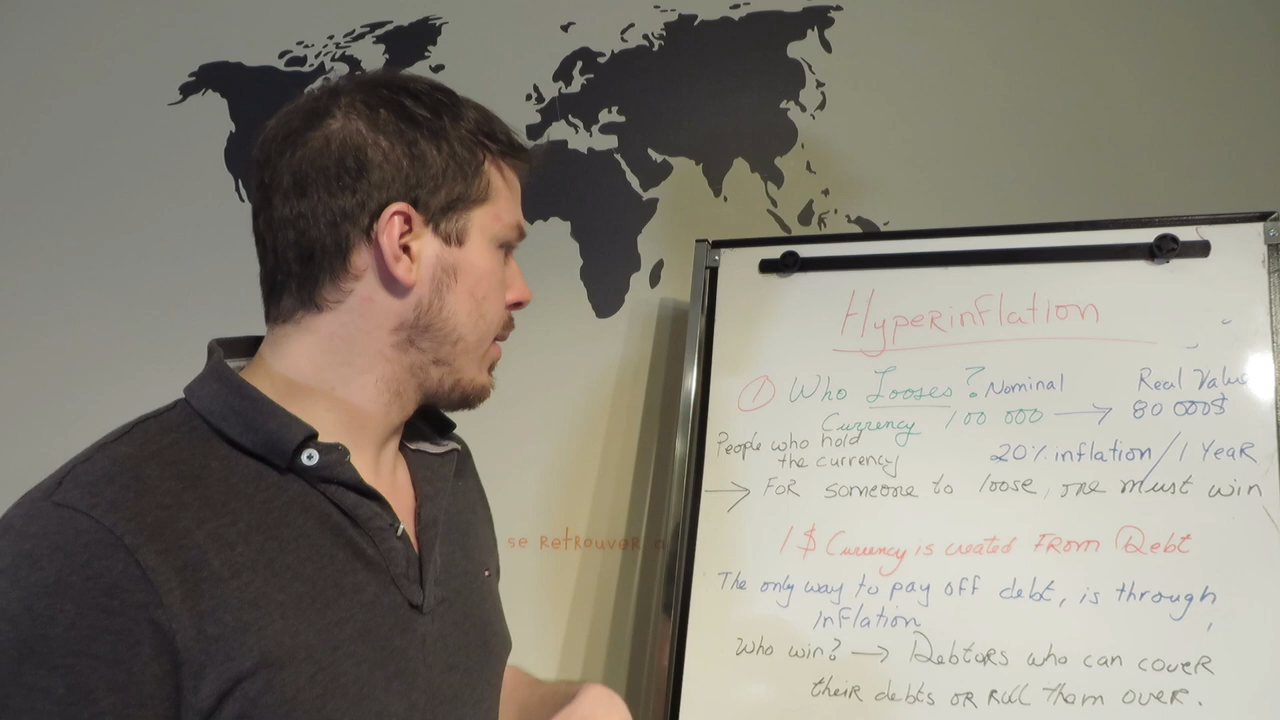 Hyperinflation
① Who Looses? Nominal Real Value
Currency 100 000 → 80 000$
People who hold
the currency
20% inflation/1 Year
→ For someone to loose, one must win
1$ Currency is created From Debt
The only way to pay off debt, is through
inflation
Who win? → Debtors who can cover
their debts or Roll them over.
se retrouver